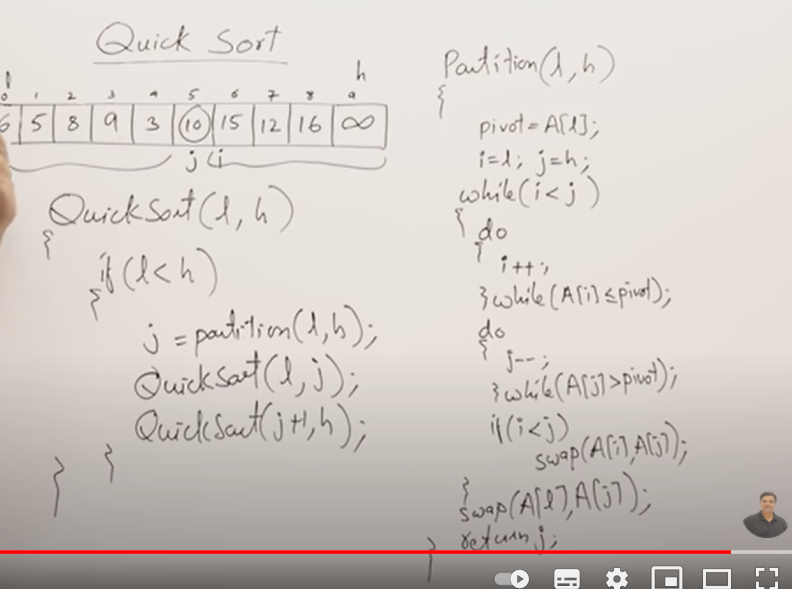 Quick Sort
l h
0 1 2 3 4 5 6 7 8 9
6 5 8 9 3 10 15 12 16 ∞
j i
QuickSort(l, h)
{
if(l<h)
{
j = partition(l, h);
QuickSort(l, j);
QuickSort(j+1, h);
}
}
Partition(l, h)
{
pivot = A[l];
i=l; j=h;
while(i<j)
{ do
{
i++;
}while(A[i]≤pivot);
do
{ j--;
}while(A[j]>pivot);
if(i<j)
swap(A[i],A[j]);
}
swap(A[l],A[j]);
return j;
}